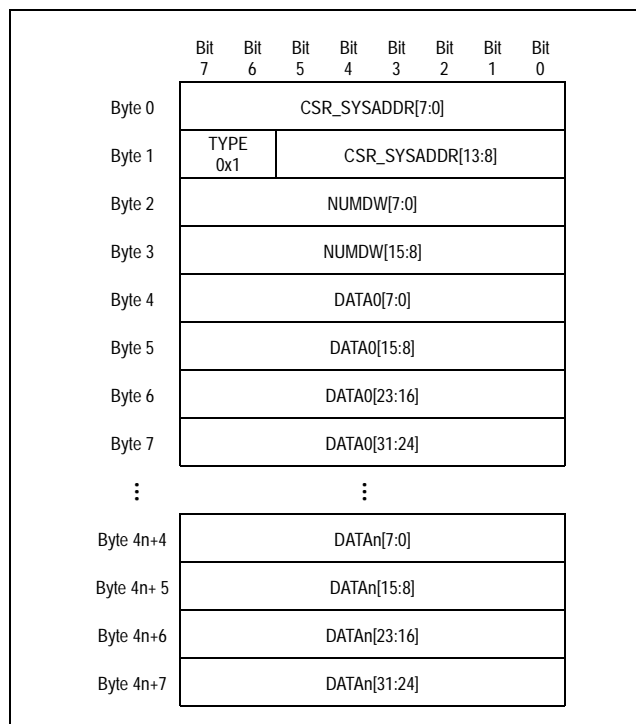 Bit Bit Bit Bit Bit Bit Bit Bit
7 6 5 4 3 2 1 0
Byte 0 CSR_SYSADDR[7:0]
Byte 1 TYPE 0x1 CSR_SYSADDR[13:8]
Byte 2 NUMDW[7:0]
Byte 3 NUMDW[15:8]
Byte 4 DATA0[7:0]
Byte 5 DATA0[15:8]
Byte 6 DATA0[23:16]
Byte 7 DATA0[31:24]
⋮ ⋮
Byte 4n+4 DATAn[7:0]
Byte 4n+ 5 DATAn[15:8]
Byte 4n+6 DATAn[23:16]
Byte 4n+7 DATAn[31:24]